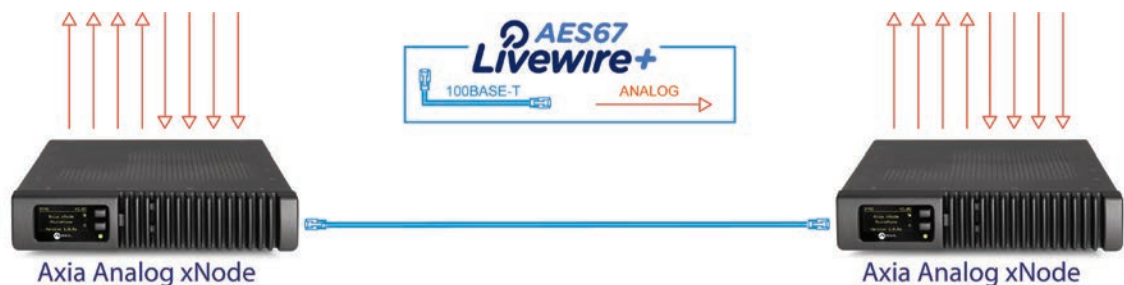 AES67
Livewire+
100BASE-T
ANALOG
Axia Analog xNode
Axia Analog xNode